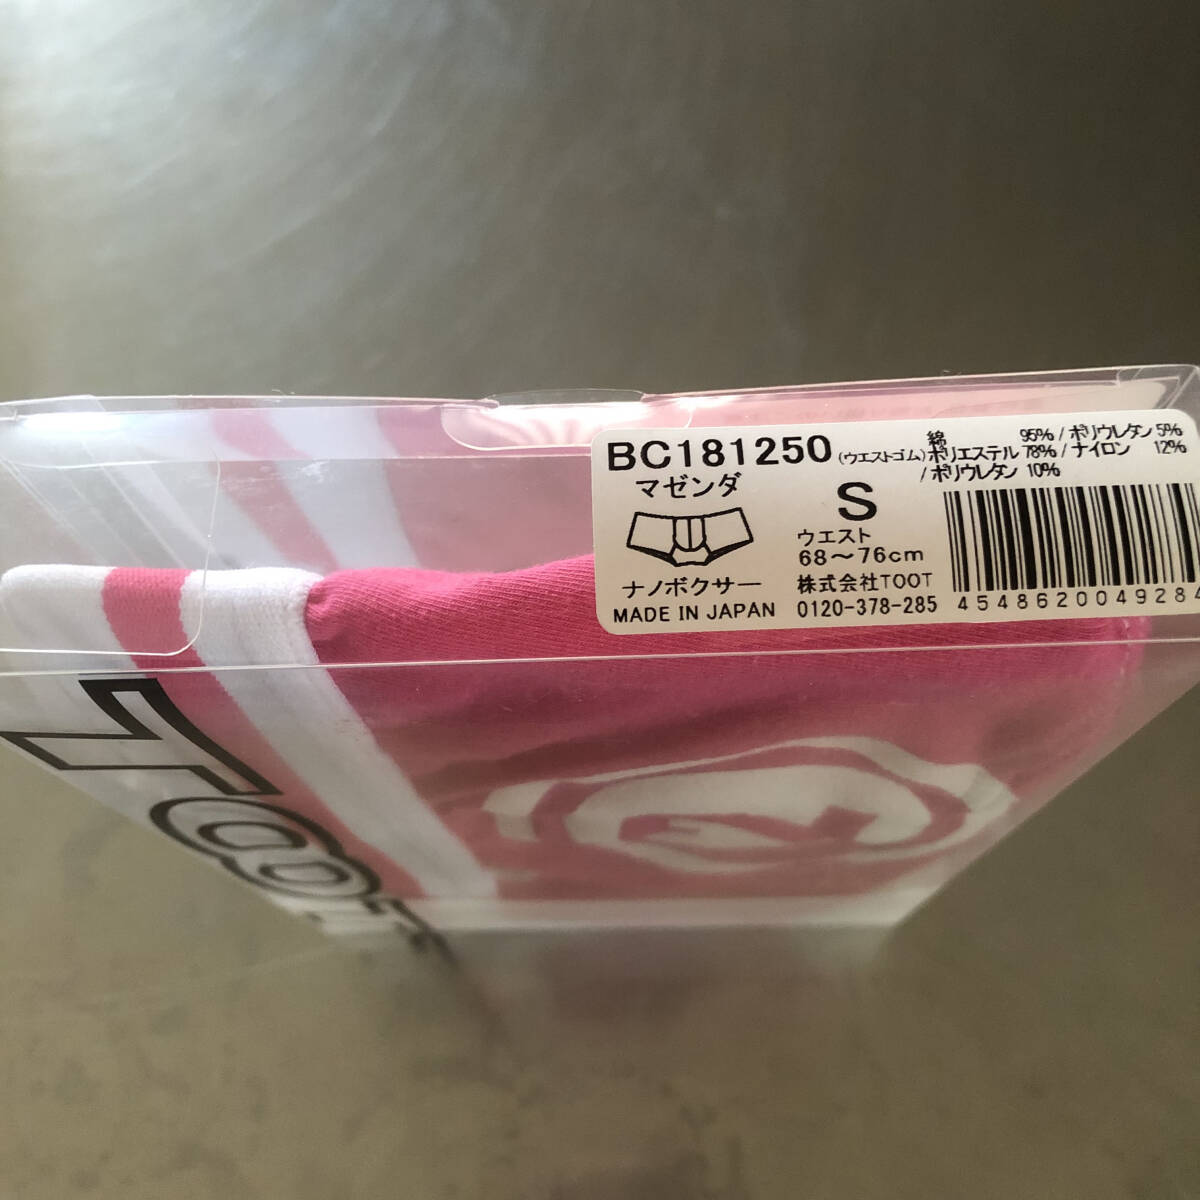 BC181250
マゼンダ
ナノボクサー
MADE IN JAPAN
綿 95% / ポリウレタン 5%
(ウエストゴム) ポリエステル 78% / ナイロン 12%
/ ポリウレタン 10%
S
ウエスト
68～76cm
株式会社TOOT
0120-378-285
4548620049284
TOOT